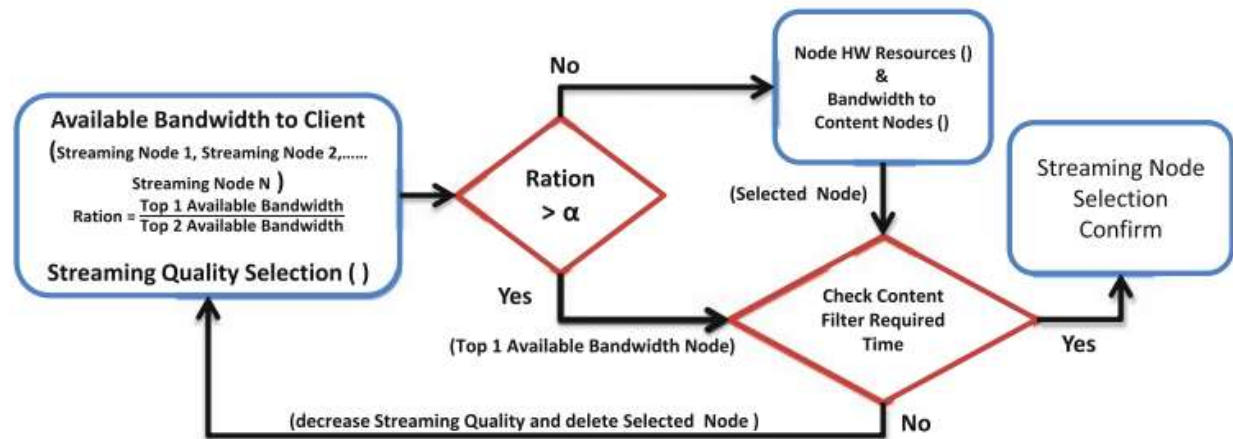 Available Bandwidth to Client
(Streaming Node 1, Streaming Node 2,......
Streaming Node N )
Ration = Top 1 Available Bandwidth
Top 2 Available Bandwidth
Streaming Quality Selection ( )
Ration
> α
No
Yes
Node HW Resources ()
&
Bandwidth to
Content Nodes ()
(Selected Node)
(Top 1 Available Bandwidth Node)
Check Content
Filter Required
Time
Yes
No
Streaming Node
Selection
Confirm
(decrease Streaming Quality and delete Selected Node )